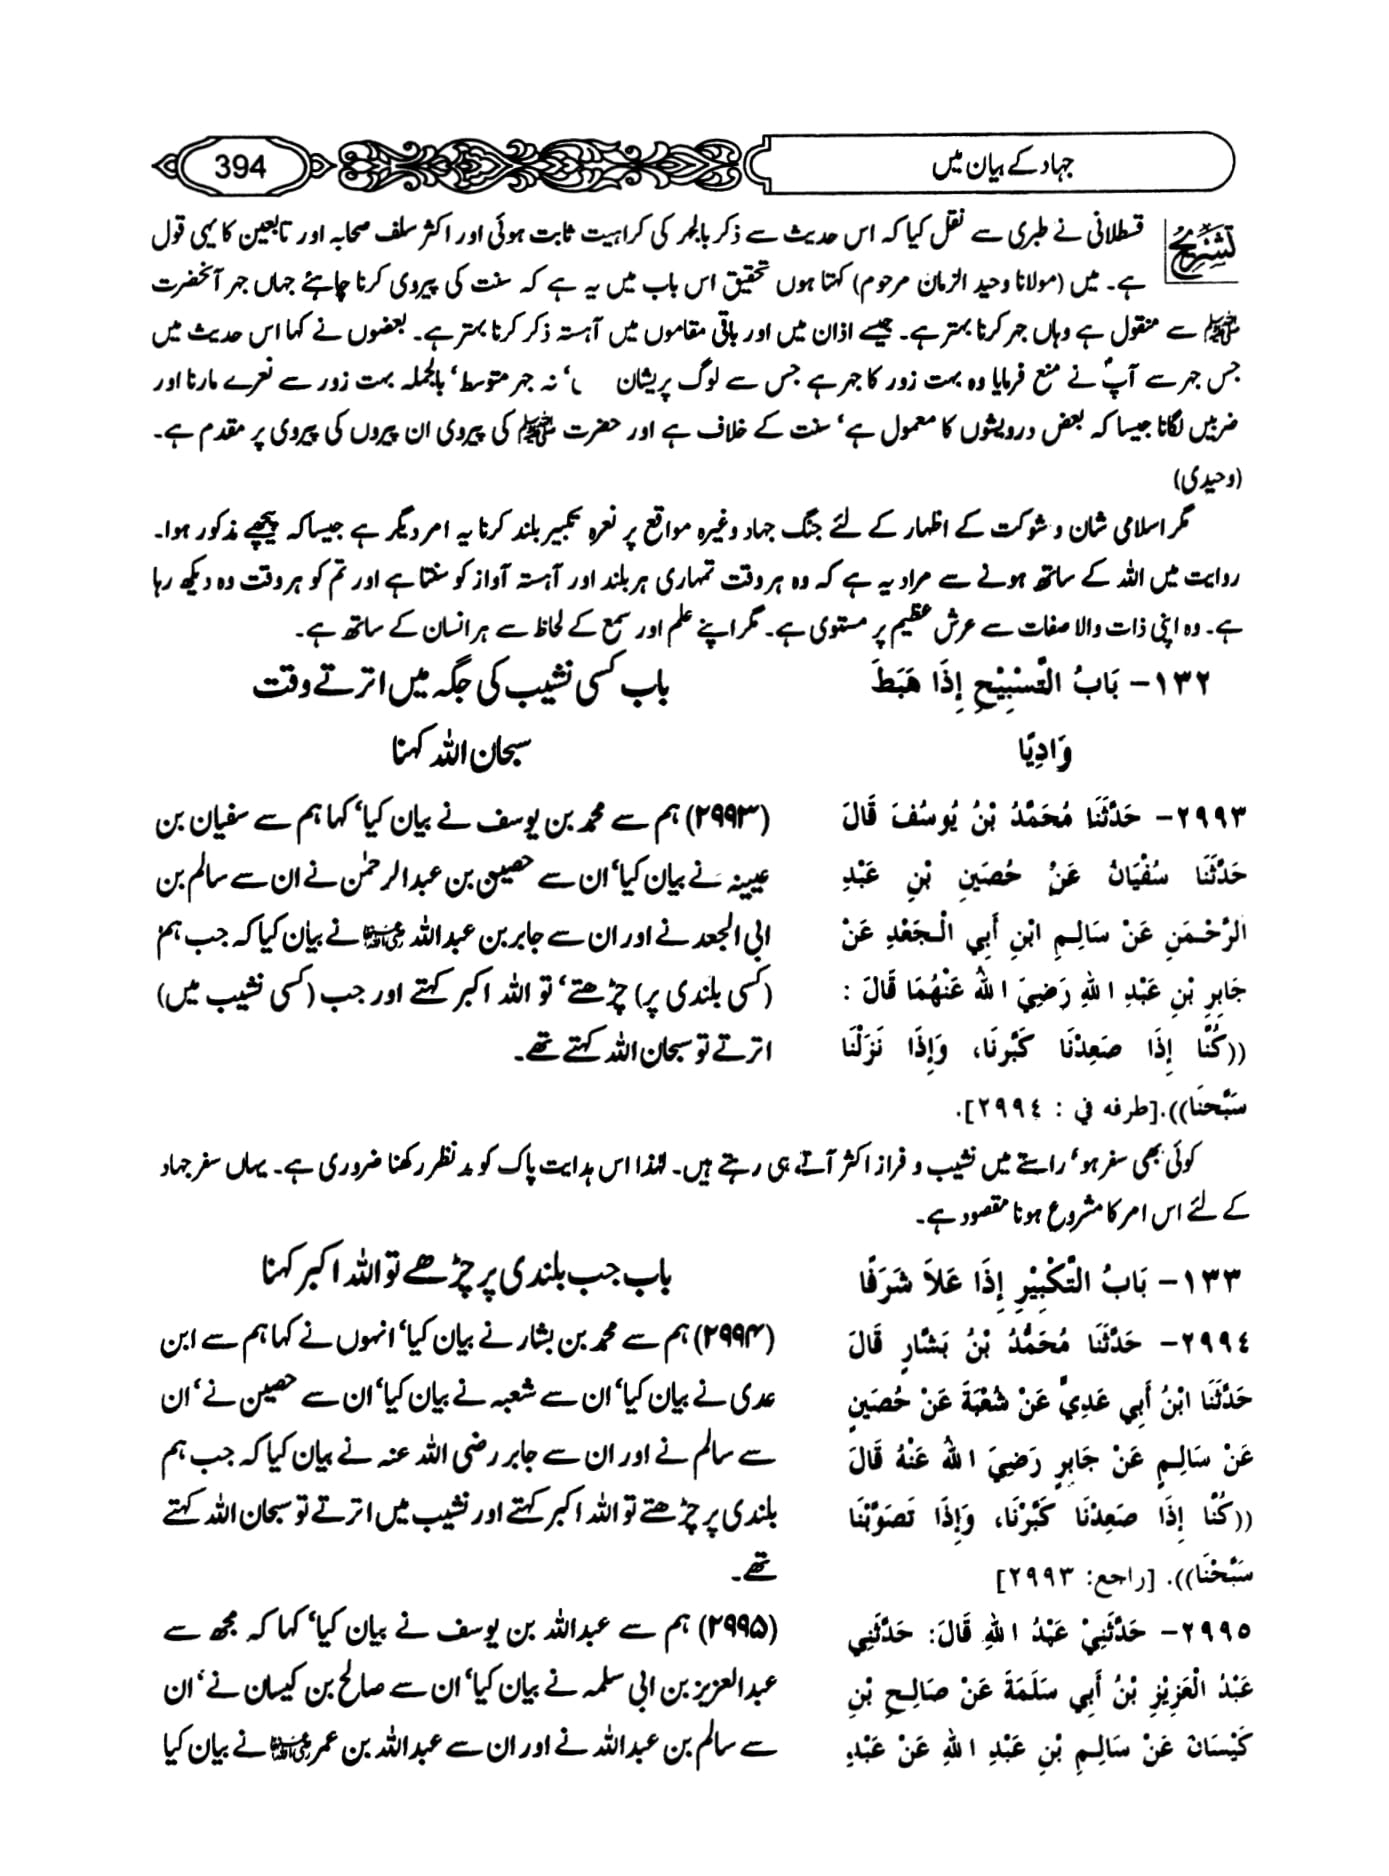 جہاد کے بیان میں
394
تشریح
قسطلانی نے طبری سے نقل کیا کہ اس حدیث سے ذکر بالجہر کی کراہیت ثابت ہوئی اور اکثر سلف صحابہ اور تابعین کا یہی قول
ہے۔ میں (مولانا وحید الزمان مرحوم) کہتا ہوں تحقیق اس باب میں یہ ہے کہ سنت کی پیروی کرنا چاہئے جہاں جہر آنحضرت
ﷺ سے منقول ہے وہاں جہر کرنا بہتر ہے۔ جیسے اذان میں اور باقی مقاموں میں آہستہ ذکر کرنا بہتر ہے۔ بعضوں نے کہا اس حدیث میں
جس جہر سے آپؐ نے منع فرمایا وہ بہت زور کا جہر ہے جس سے لوگ پریشان ‘ نہ جہر متوسط‘ بالجملہ بہت زور سے نعرے مارنا اور
ضربیں لگانا جیسا کہ بعض درویشوں کا معمول ہے‘ سنت کے خلاف ہے اور حضرت ﷺ کی پیروی ان پیروں کی پیروی پر مقدم ہے۔
(وحیدی)
مگر اسلامی شان و شوکت کے اظہار کے لئے جنگ جہاد وغیرہ مواقع پر نعرہ تکبیر بلند کرنا یہ امر دیگر ہے جیسا کہ پیچھے مذکور ہوا۔
روایت میں اللہ کے ساتھ ہونے سے مراد یہ ہے کہ وہ ہر وقت تمہاری ہر بلند اور آہستہ آواز کو سنتا ہے اور تم کو ہر وقت وہ دیکھ رہا
ہے۔ وہ اپنی ذات والا صفات سے عرش عظیم پر مستوی ہے۔ مگر اپنے علم اور سمع کے لحاظ سے ہر انسان کے ساتھ ہے۔
١٣٢- بَابُ التَّسْبِيْحِ إِذَا هَبَطَ
وَادِيًا
باب کسی نشیب کی جگہ میں اترتے وقت
سبحان اللہ کہنا
٢٩٩٣- حَدَّثَنَا مُحَمَّدُ بْنُ يُوسُفَ قَالَ
حَدَّثَنَا سُفْيَانُ عَنْ حُصَينِ بْنِ عَبْدِ
الرَّحْمَنِ عَنْ سَالِمِ ابْنِ أَبِي الْجَعْدِ عَنْ
جَابِرِ بْنِ عَبْدِ اللهِ رَضِيَ اللهُ عَنْهُمَا قَالَ :
((كُنَّا إِذَا صَعِدْنَا كَبَّرنَا، وَإِذَا نَزَلْنَا
سَبَّحنَا)).[طرفه في : ٢٩٩٤].
(۲۹۹۳) ہم سے محمد بن یوسف نے بیان کیا‘ کہا ہم سے سفیان بن
عیینہ نے بیان کیا‘ ان سے حصین بن عبدالرحمٰن نے ان سے سالم بن
ابی الجعد نے اور ان سے جابر بن عبداللہ رضی اللہ عنہما نے بیان کیا کہ جب ہم
(کسی بلندی پر) چڑھتے‘ تو اللہ اکبر کہتے اور جب (کسی نشیب میں)
اترتے تو سبحان اللہ کہتے تھے۔
کوئی بھی سفر ہو‘ راستے میں نشیب و فراز اکثر آتے ہی رہتے ہیں۔ لہٰذا اس ہدایت پاک کو مد نظر رکھنا ضروری ہے۔ یہاں سفر جہاد
کے لئے اس امر کا مشروع ہونا مقصود ہے۔
١٣٣- بَابُ التَّكْبِيْرِ إِذَا عَلاَ شَرَفًا
باب جب بلندی پر چڑھے تو اللہ اکبر کہنا
٢٩٩٤- حَدَّثَنَا مُحَمَّدُ بْنُ بَشَّارٍ قَالَ
حَدَّثَنَا ابْنُ أَبِي عَدِيٍّ عَنْ شُعْبَةَ عَنْ حُصَينٍ
عَنْ سَالِمٍ عَنْ جَابِرٍ رَضِيَ اللهُ عَنْهُ قَالَ
((كُنَّا إِذَا صَعِدْنَا كَبَّرْنَا، وَإِذَا تَصَوَّبْنَا
سَبَّحْنَا)). [راجع: ٢٩٩٣]
(۲۹۹۴) ہم سے محمد بن بشار نے بیان کیا‘ انہوں نے کہا ہم سے ابن
عدی نے بیان کیا‘ ان سے شعبہ نے بیان کیا‘ ان سے حصین نے‘ ان
سے سالم نے اور ان سے جابر رضی اللہ عنہ نے بیان کیا کہ جب ہم
بلندی پر چڑھتے تو اللہ اکبر کہتے اور نشیب میں اترتے تو سبحان اللہ کہتے
تھے۔
٢٩٩٥- حَدَّثَنِيْ عَبْدُ اللهِ قَالَ: حَدَّثَنِي
عَبْدُ الْعَزِيْزِ بْنُ أَبِي سَلَمَةَ عَنْ صَالِحِ بْنِ
كَيْسَانَ عَنْ سَالِمِ بْنِ عَبْدِ اللهِ عَنْ عَبْدِ
(۲۹۹۵) ہم سے عبداللہ بن یوسف نے بیان کیا‘ کہا کہ مجھ سے
عبدالعزیز بن ابی سلمہ نے بیان کیا‘ ان سے صالح بن کیسان نے‘ ان
سے سالم بن عبداللہ نے اور ان سے عبداللہ بن عمر رضی اللہ عنہما نے بیان کیا